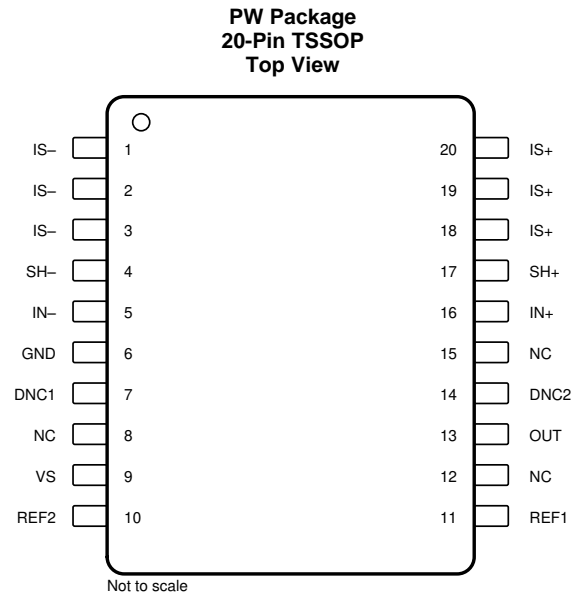 PW Package
20-Pin TSSOP
Top View
IS– 1 20 IS+
IS– 2 19 IS+
IS– 3 18 IS+
SH– 4 17 SH+
IN– 5 16 IN+
GND 6 15 NC
DNC1 7 14 DNC2
NC 8 13 OUT
VS 9 12 NC
REF2 10 11 REF1
Not to scale